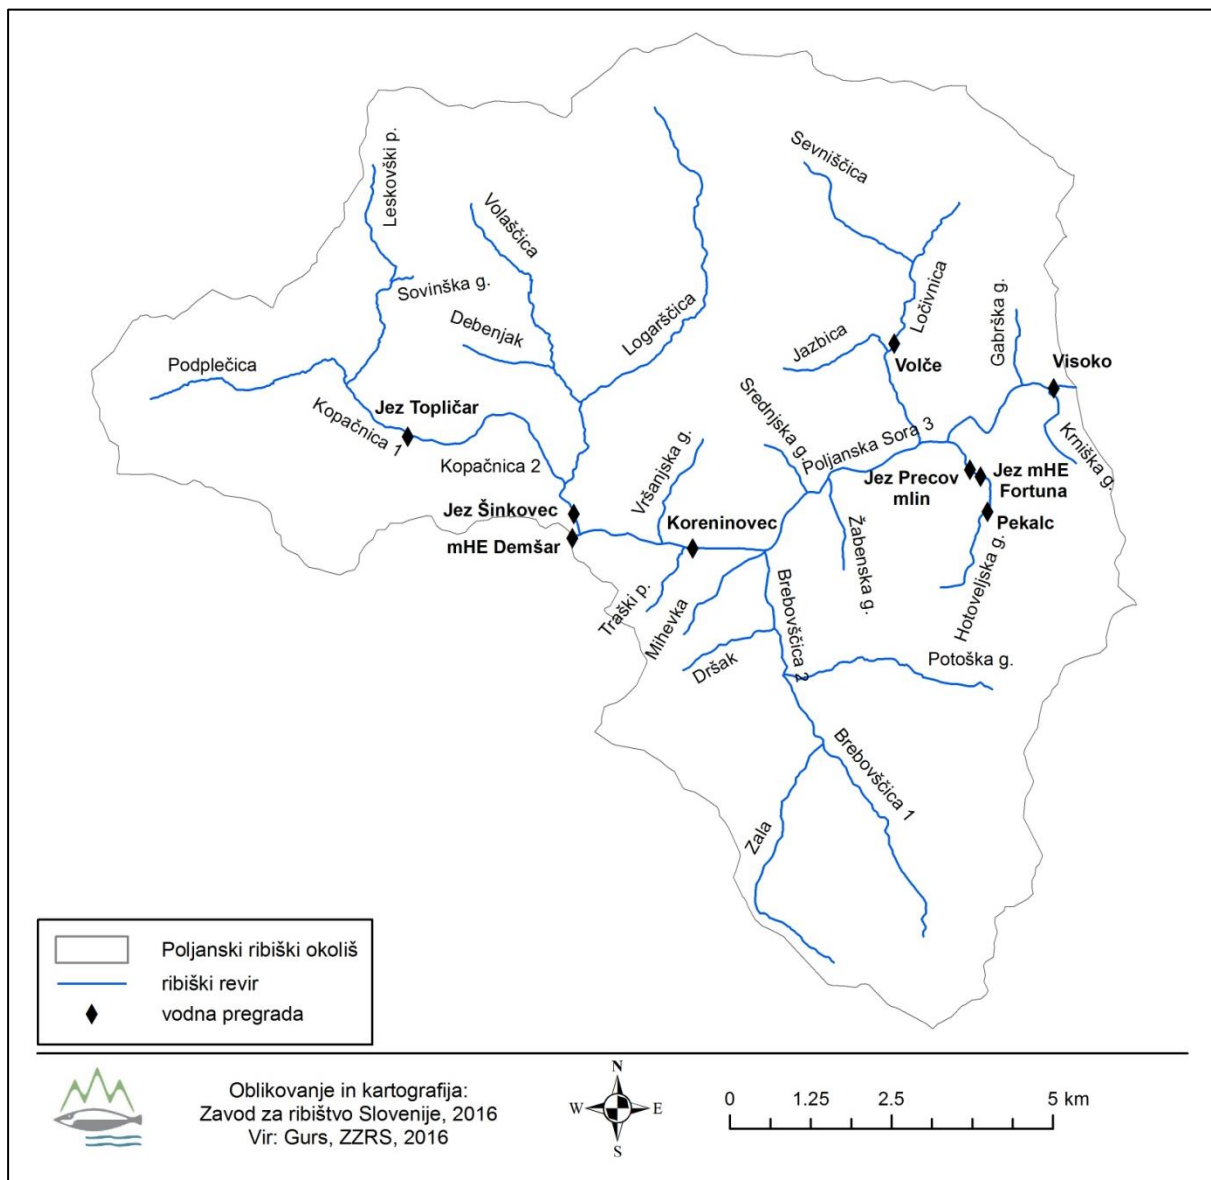 Leskovški p.
Sovinška g.
Volaščica
Debenjak
Logarščica
Sevniščica
Ločivnica
Jazbica
Volče
Gabrška g.
Visoko
Krniška g.
Podplečica
Kopačnica 1
Jez Topličar
Kopačnica 2
Jez Šinkovec
mHE Demšar
Vršanjska g.
Koreninovec
Srednjska g.
Poljanska Sora 3
Jez Precov
mlin
Jez mHE
Fortuna
Pekalc
Hotoveljska g.
Žabenska g.
Traški p.
Mihevka
Dršak
Brebovščica 2
Potoška g.
Brebovščica 1
Zala
Poljanski ribiški okoliš
ribiški revir
vodna pregrada
Oblikovanje in kartografija:
Zavod za ribištvo Slovenije, 2016
Vir: Gurs, ZZRS, 2016
N
W E
S
0 1.25 2.5 5 km